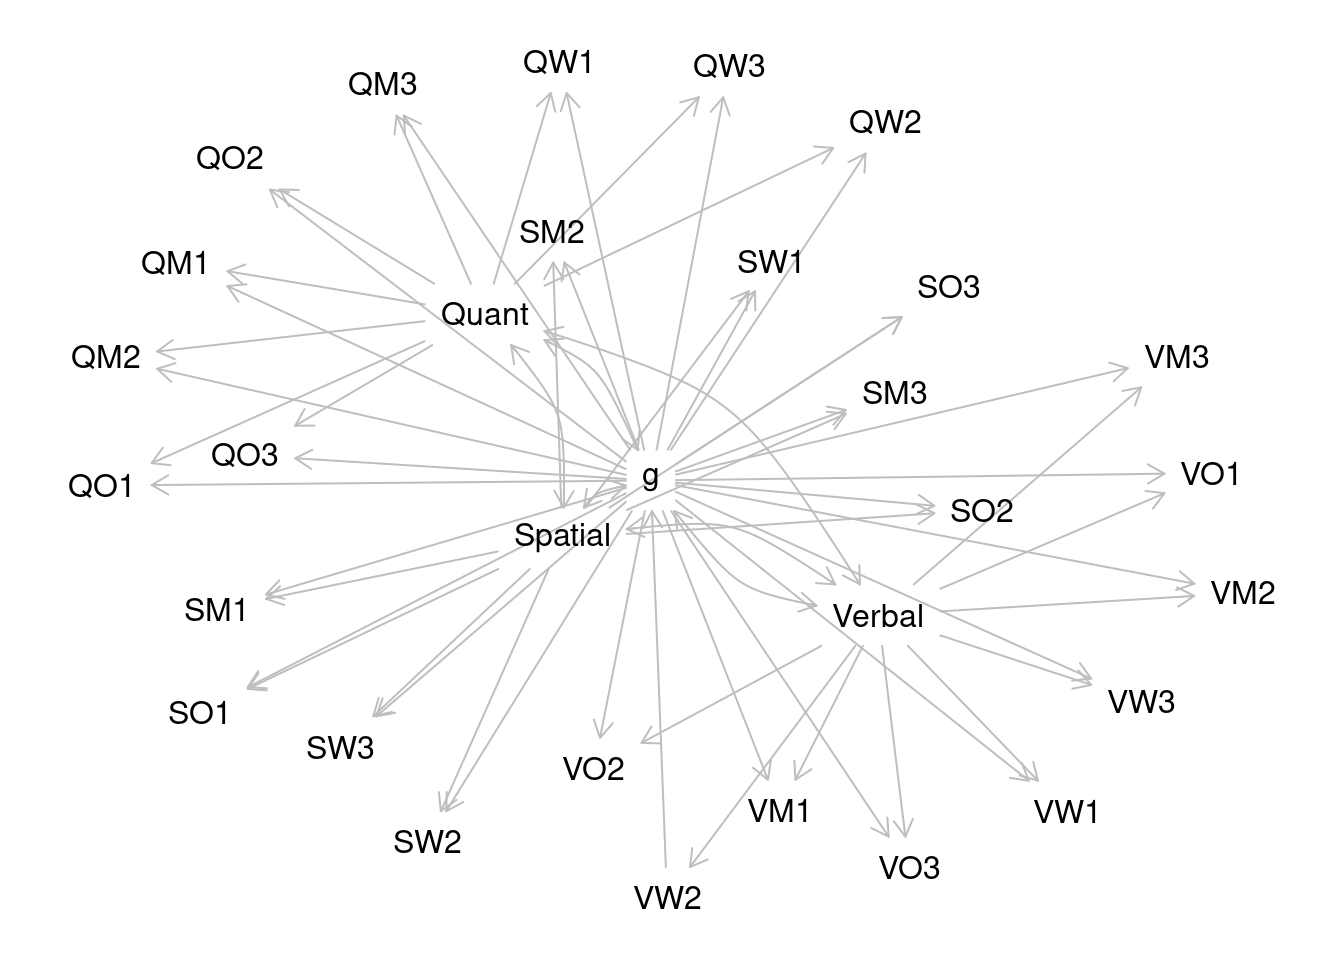 QW1
QW3
QM3
QW2
QO2
SM2
QM1
SW1
SO3
Quant
QM2
VM3
SM3
QO3
g
VO1
QO1
SO2
Spatial
VM2
SM1
Verbal
VW3
SO1
SW3
VO2
VM1
VW1
SW2
VO3
VW2